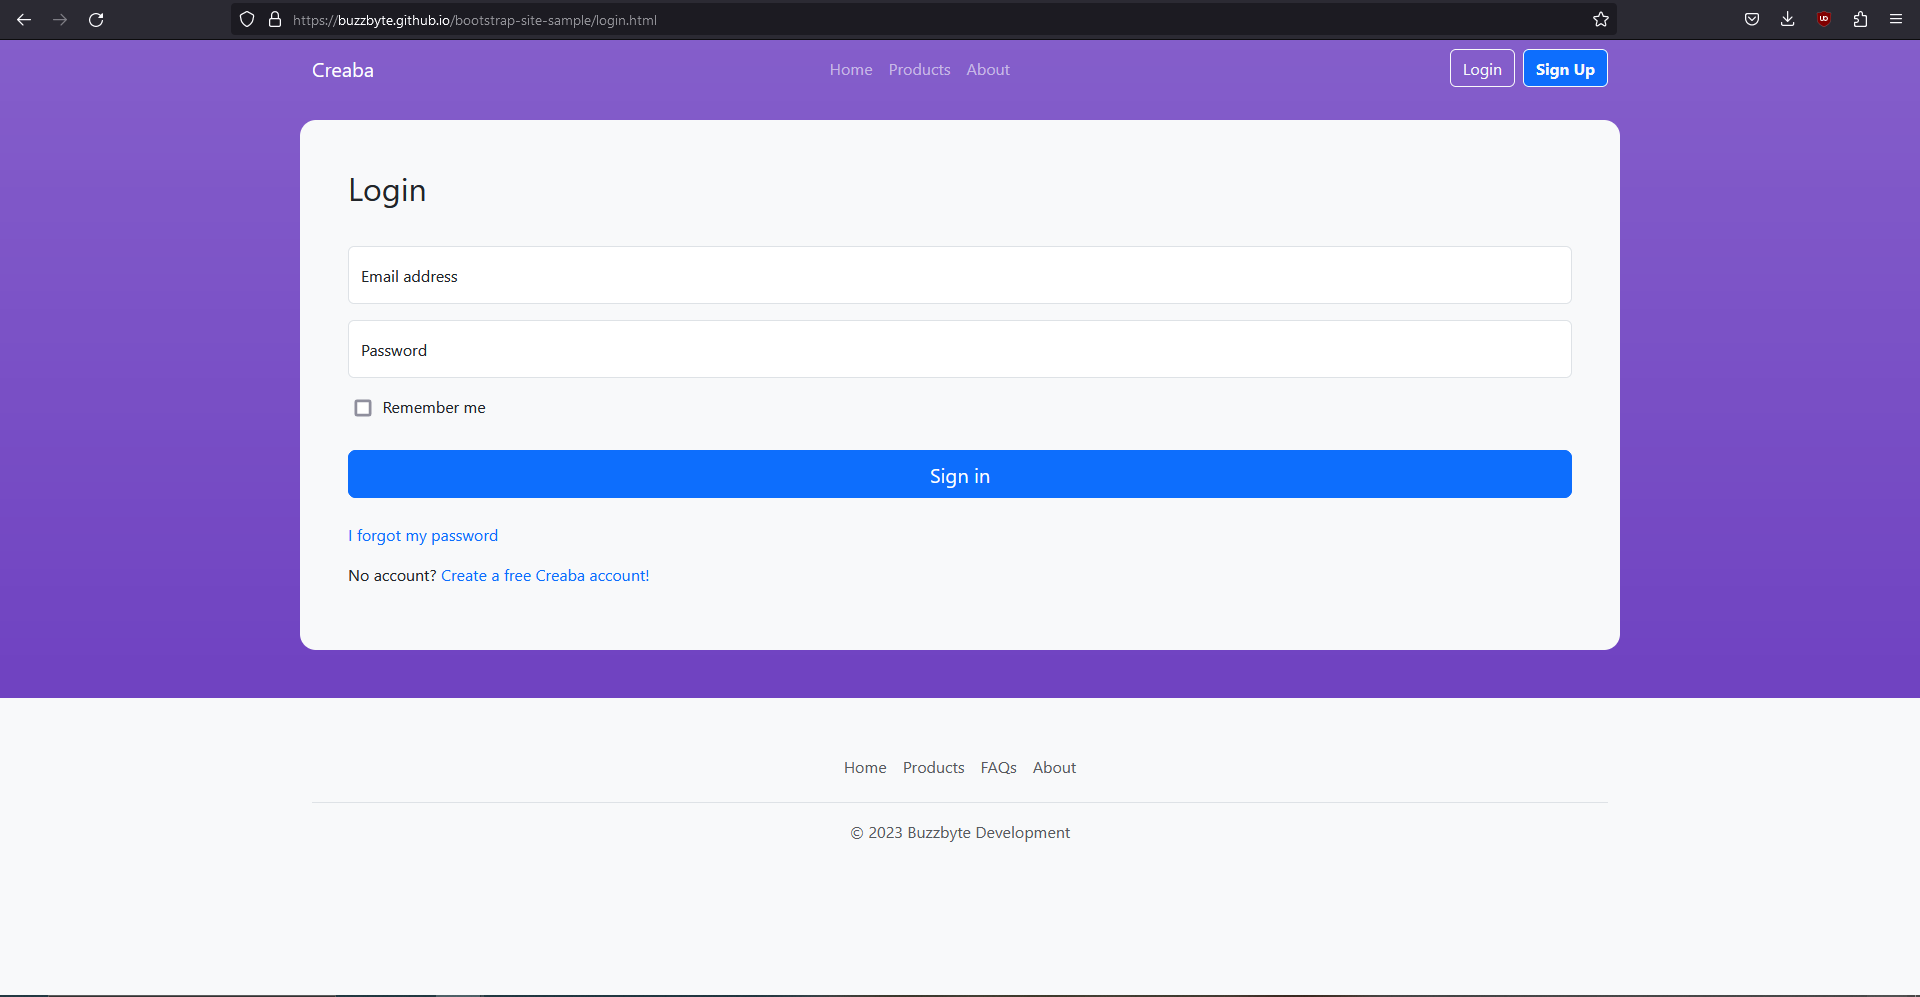 https://buzzbyte.github.io/bootstrap-site-sample/login.html
Creaba Home Products About Login Sign Up
Login
Email address
Password
Remember me
Sign in
I forgot my password
No account? Create a free Creaba account!
Home Products FAQs About
© 2023 Buzzbyte Development